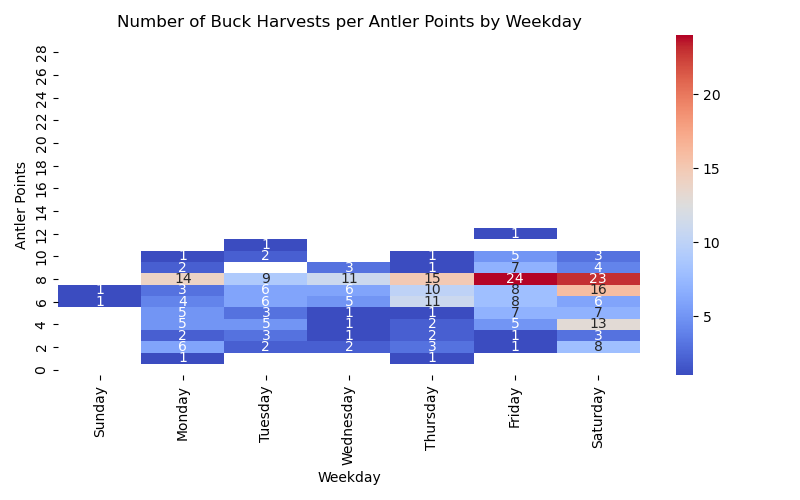 Number of Buck Harvests per Antler Points by Weekday
28
26
24
22
20
18
16
14
12
10
8
6
4
2
0
Antler Points
1
1
1 2 1 5 3
2 3 1 7 4
14 9 11 15 24 23
1 3 6 6 10 8 16
1 4 6 5 11 8 6
5 3 1 1 7 7
5 5 1 2 5 13
2 3 1 2 1 3
6 2 2 3 1 8
1 1
Sunday
Monday
Tuesday
Wednesday
Thursday
Friday
Saturday
Weekday
20
15
10
5